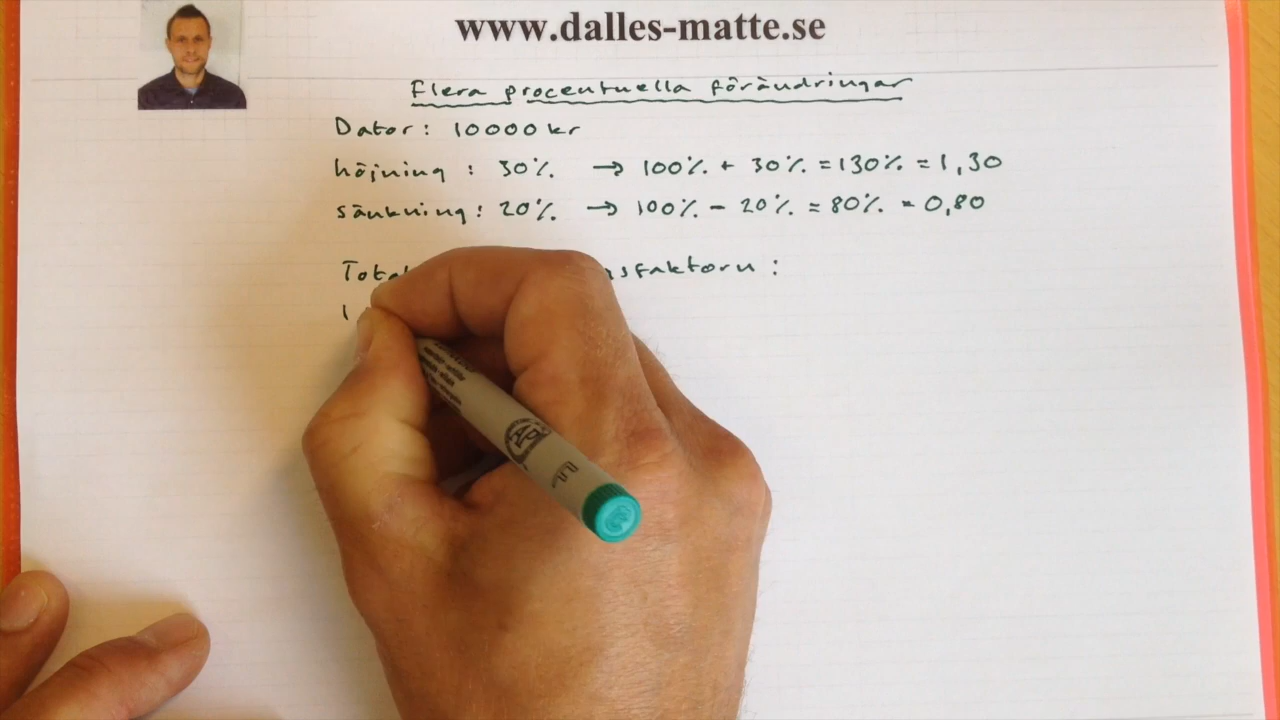 www.dalles-matte.se
Flera procentuella förändringar
Dator: 10000 kr
höjning : 30% → 100% + 30% = 130% = 1,30
sänkning: 20% → 100% - 20% = 80% = 0,80
:
1